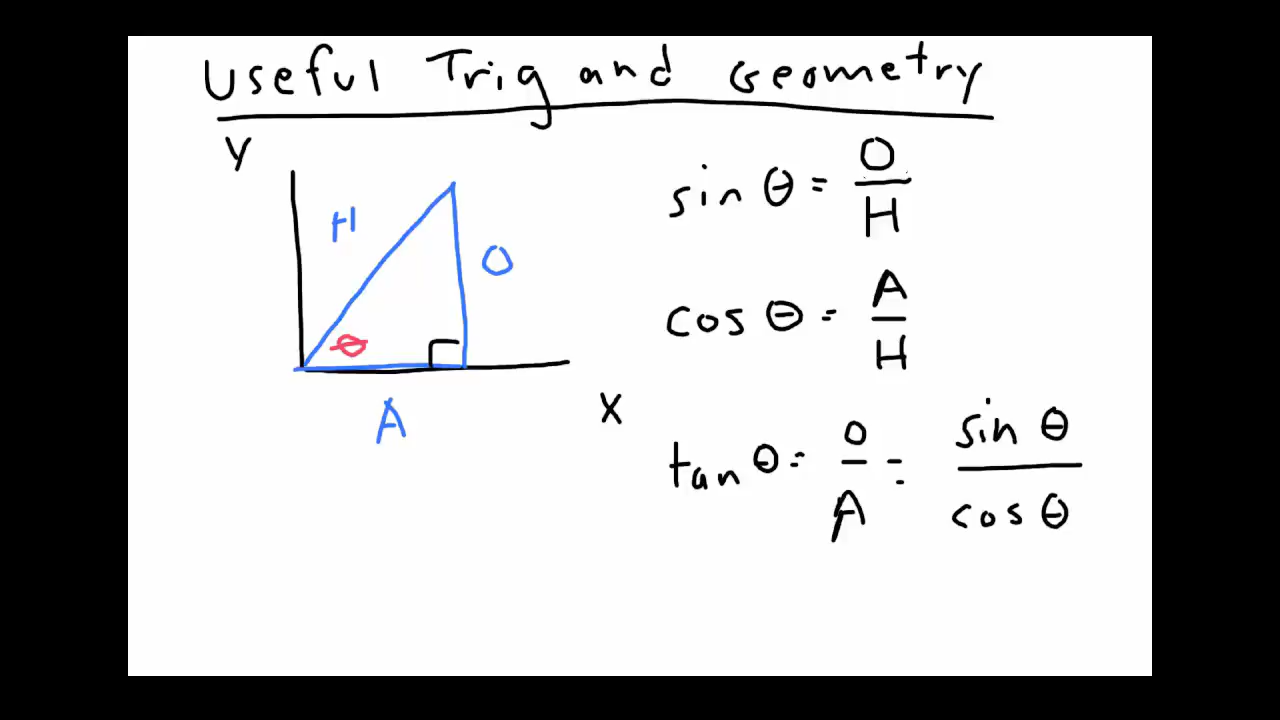 Useful Trig and Geometry
Y
H
O
θ
A
X
sin θ = O/H
cos θ = A/H
tan θ = O/A = sin θ/cos θ